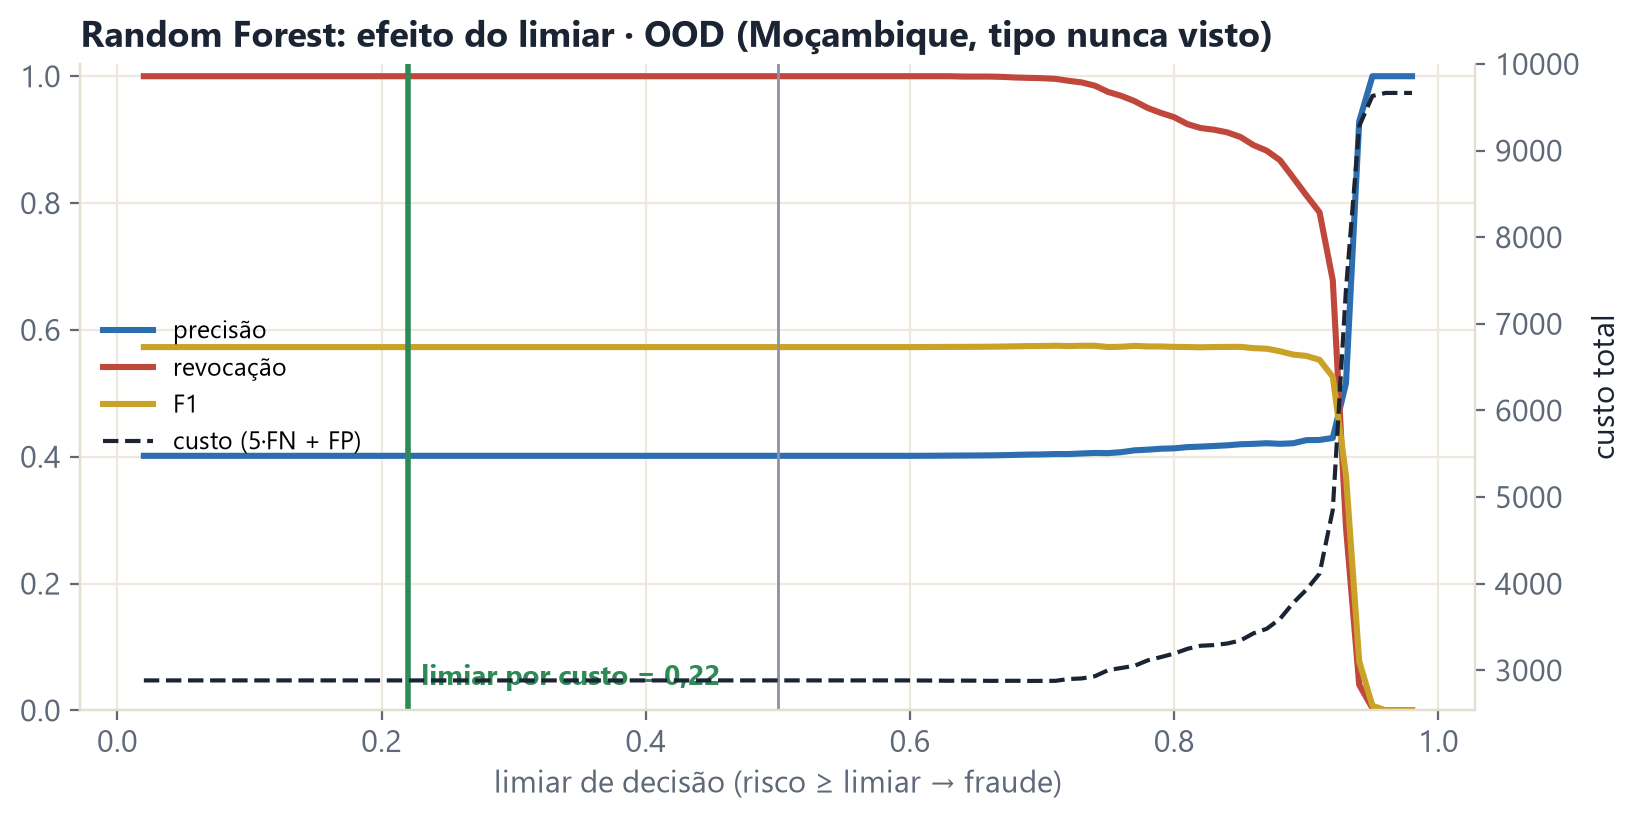 Random Forest: efeito do limiar · OOD (Moçambique, tipo nunca visto)
1.0
0.8
0.6
0.4
0.2
0.0
10000
9000
8000
7000
6000
5000
4000
3000
custo total
precisão
revocação
F1
custo (5·FN + FP)
limiar por custo = 0,22
0.0 0.2 0.4 0.6 0.8 1.0
limiar de decisão (risco ≥ limiar → fraude)